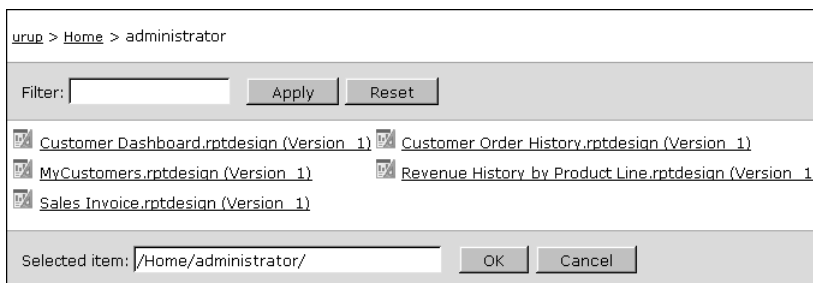 urup > Home > administrator
Filter: Apply Reset
Customer Dashboard.rptdesign (Version 1) Customer Order History.rptdesign (Version 1)
MyCustomers.rptdesign (Version 1) Revenue History by Product Line.rptdesign (Version 1
Sales Invoice.rptdesign (Version 1)
Selected item: /Home/administrator/ OK Cancel